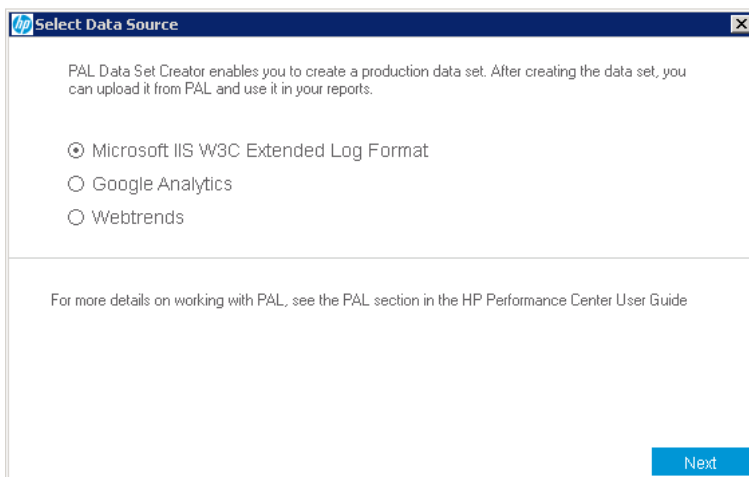 hp Select Data Source
PAL Data Set Creator enables you to create a production data set. After creating the data set, you
can upload it from PAL and use it in your reports.
Microsoft IIS W3C Extended Log Format
Google Analytics
Webtrends
For more details on working with PAL, see the PAL section in the HP Performance Center User Guide
Next